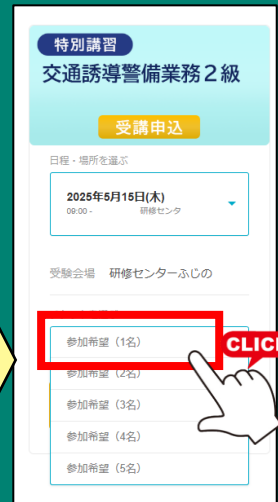 特別講習
交通誘導警備業務２級
受講申込
日程・場所を選ぶ
2025年5月15日(木)
09:00 - 研修センタ
受験会場 研修センターふじの
参加希望（1名）
CLIC
参加希望（2名）
参加希望（3名）
参加希望（4名）
参加希望（5名）